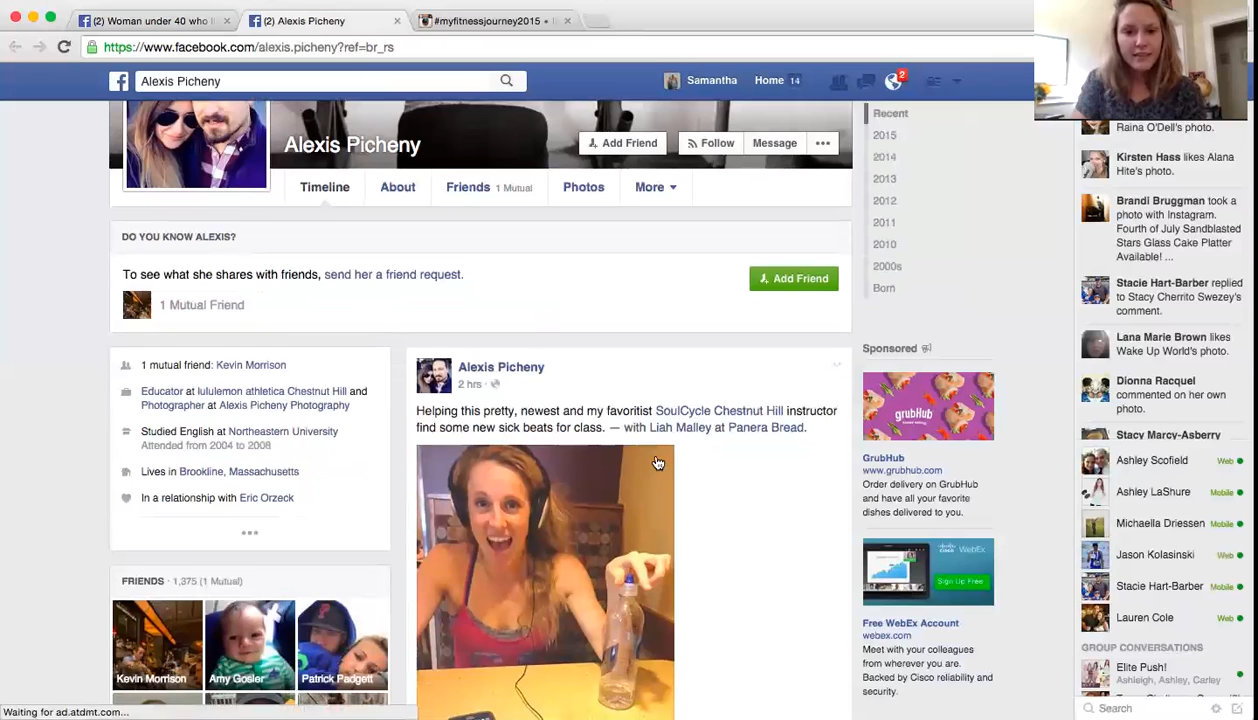 (2) Woman under 40 who li
(2) Alexis Picheny
#myfitnessjourney2015 •
https://www.facebook.com/alexis.picheny?ref=br_rs
Alexis Picheny
Samantha
Home 14
2
Alexis Picheny
Add Friend
Follow
Message
•••
Timeline
About
Friends 1 Mutual
Photos
More
DO YOU KNOW ALEXIS?
To see what she shares with friends, send her a friend request.
1 Mutual Friend
Add Friend
1 mutual friend: Kevin Morrison
Educator at lululemon athletica Chestnut Hill and
Photographer at Alexis Picheny Photography
Studied English at Northeastern University
Attended from 2004 to 2008
Lives in Brookline, Massachusetts
In a relationship with Eric Orzeck
•••
FRIENDS · 1,375 (1 Mutual)
Kevin Morrison
Amy Gosler
Patrick Padgett
Alexis Picheny
2 hrs ·
Helping this pretty, newest and my favoritist SoulCycle Chestnut Hill instructor
find some new sick beats for class. — with Liah Malley at Panera Bread.
Recent
2015
2014
2013
2012
2011
2010
2000s
Born
Sponsored
grubHub
GrubHub
www.grubhub.com
Order delivery on GrubHub
and have all your favorite
dishes delivered to you.
WebEx
Sign Up Free
Free WebEx Account
webex.com
Meet with your colleagues
from wherever you are.
Backed by Cisco reliability and
security.
Raina O'Dell's photo.
Kirsten Hass likes Alana
Hite's photo.
Brandi Bruggman took a
photo with Instagram.
Fourth of July Sandblasted
Stars Glass Cake Platter
Available! ...
Stacie Hart-Barber replied
to Stacy Cherrito Swezey's
comment.
Lana Marie Brown likes
Wake Up World's photo.
Dionna Racquel
commented on her own
photo.
Stacy Marcy-Asberry
Ashley Scofield Web
Ashley LaShure Mobile
Michaella Driessen Mobile
Jason Kolasinski Web
Stacie Hart-Barber Mobile
Lauren Cole Web
GROUP CONVERSATIONS
Elite Push!
Ashleigh, Ashley, Carley
Search
Waiting for ad.atdmt.com...